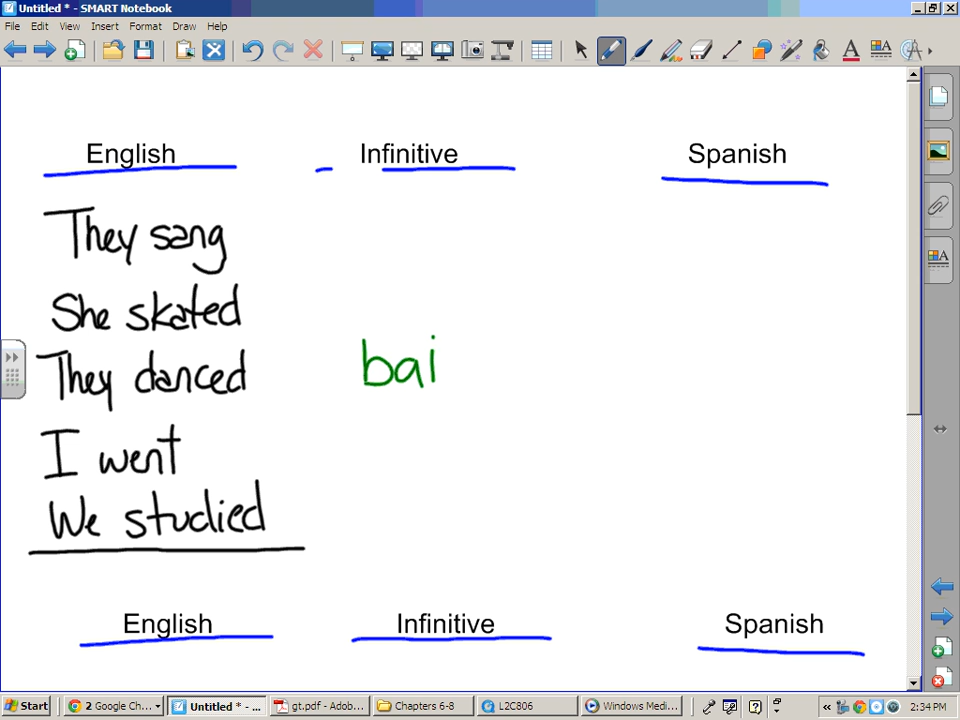 Untitled * - SMART Notebook
File Edit View Insert Format Draw Help
English Infinitive Spanish
They sang
She skated
They danced bai
I went
We studied
English Infinitive Spanish
Start 2 Google Ch... Untitled * - ... gt.pdf - Adob... Chapters 6-8 L2C806 Windows Medi... 2:34 PM